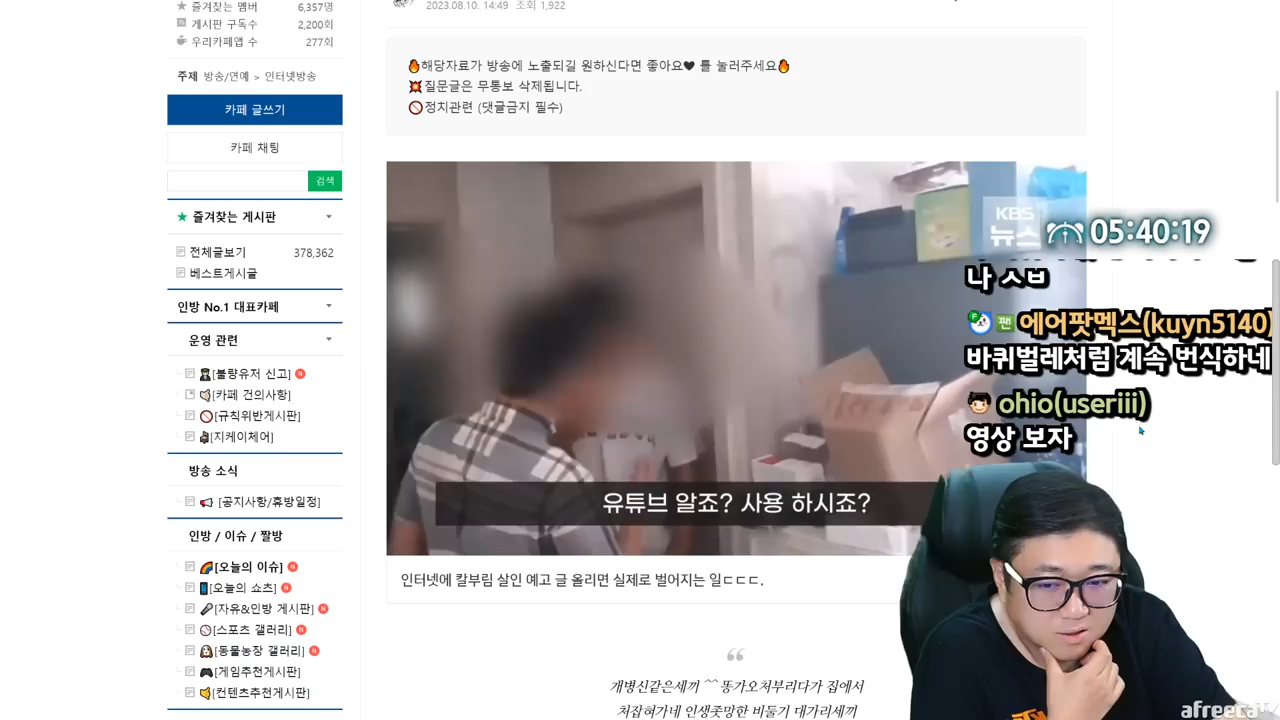 즐겨찾는 멤버 6,357명
게시판 구독수 2,200회
우리카페앱 수 277회
주제 방송/연예 > 인터넷방송
카페 글쓰기
카페 채팅
검색
즐겨찾는 게시판
전체글보기 378,362
베스트게시글
인방 No.1 대표카페
운영 관련
[불량유저 신고] N
[카페 건의사항]
[규칙위반게시판]
[지케이체어]
방송 소식
[공지사항/휴방일정]
인방 / 이슈 / 짤방
[오늘의 이슈] N
[오늘의 쇼츠] N
[자유&인방 게시판] N
[스포츠 갤러리] N
[동물농장 갤러리] N
[게임추천게시판]
[컨텐츠추천게시판]
2023.08.10. 14:49 조회 1,922
🔥해당자료가 방송에 노출되길 원하신다면 좋아요♥ 를 눌러주세요🔥
💥질문글은 무통보 삭제됩니다.
🚫정치관련 (댓글금지 필수)
KBS
뉴스
05:40:19
나 ㅅㅂ
팬 에어팟멕스(kuyn5140)
바퀴벌레처럼 계속 번식하네
ohio(useriii)
영상 보자
유튜브 알죠? 사용 하시죠?
인터넷에 칼부림 살인 예고 글 올리면 실제로 벌어지는 일ㄷㄷㄷ.
개병신같은세끼 ^^ 똥가오쳐부리다가 집에서
처잡혀가네 인생좃망한 비둘기 대가리세끼
afreecaTV